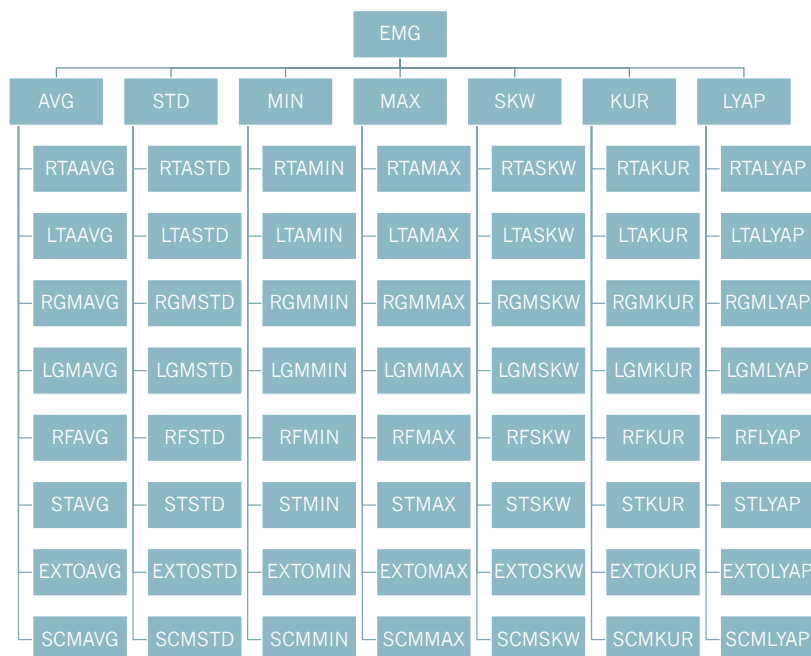 EMG
AVG STD MIN MAX SKW KUR LYAP
RTAAVG RTASTD RTAMIN RTAMAX RTASKW RTAKUR RTALYAP
LTAAVG LTASTD LTAMIN LTAMAX LTASKW LTAKUR LTALYAP
RGMAVG RGMSTD RGMMIN RGMMAX RGMSKW RGMKUR RGMLYAP
LGMAVG LGMSTD LGMMIN LGMMAX LGMSKW LGMKUR LGMLYAP
RFAVG RFSTD RFMIN RFMAX RFSKW RFKUR RFLYAP
STAVG STSTD STMIN STMAX STSKW STKUR STLYAP
EXTOAVG EXTOSTD EXTOMIN EXTOMAX EXTOSKW EXTOKUR EXTOLYAP
SCMAVG SCMSTD SCMMIN SCMMAX SCMSKW SCMKUR SCMLYAP